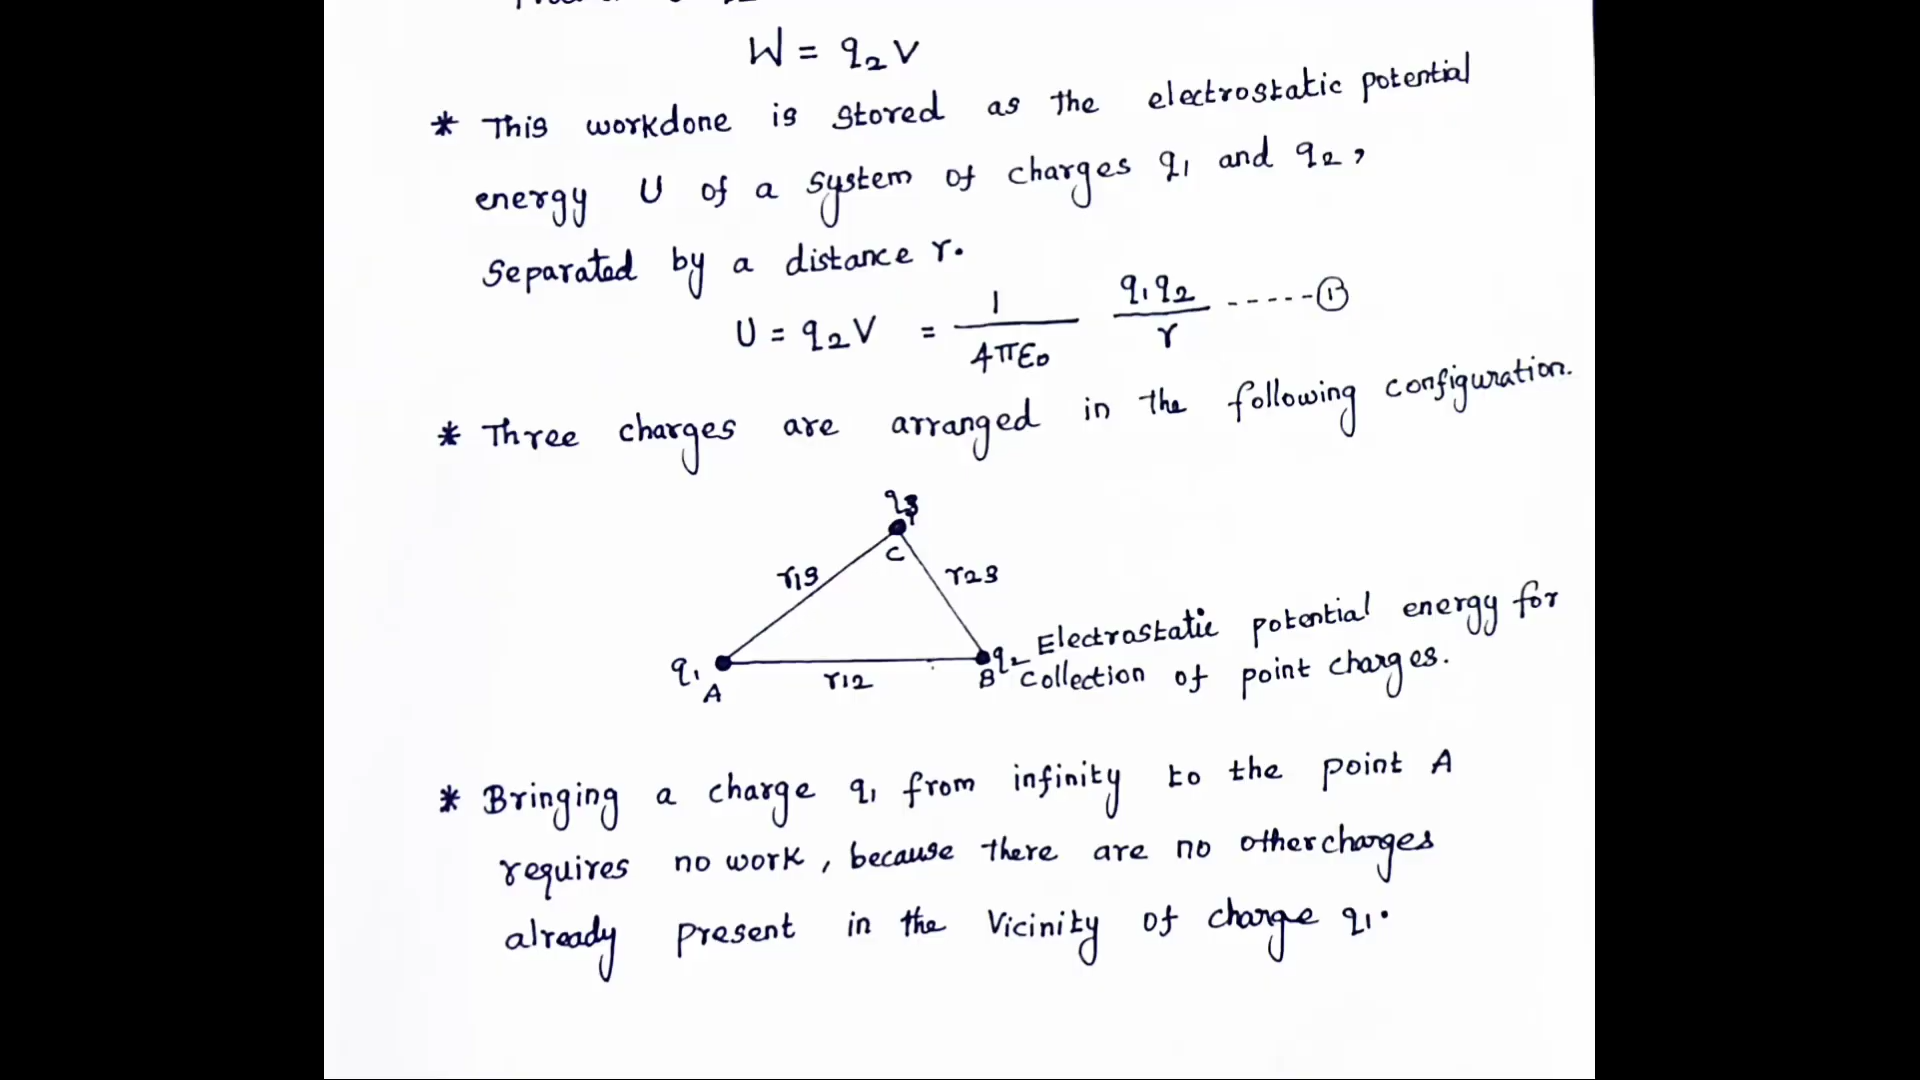 W = q₂V
* This workdone is stored as the electrostatic potential
energy U of a system of charges q₁ and q₂,
Separated by a distance r.
U = q₂V = 1/4πε₀ q₁q₂/r -----①
* Three charges are arranged in the following configuration.
q₃
C
r₁₃ r₂₃
q₁ A r₁₂ B q₂
Electrostatic potential energy for
Collection of point charges.
* Bringing a charge q₁ from infinity to the point A
requires no work, because there are no other charges
already present in the Vicinity of charge q₁.